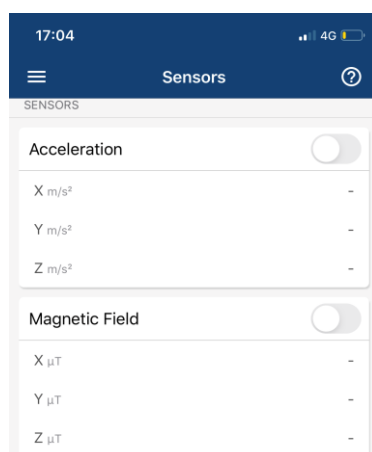 17:04 4G
Sensors ?
SENSORS
Acceleration
X m/s² -
Y m/s² -
Z m/s² -
Magnetic Field
X µT -
Y µT -
Z µT -